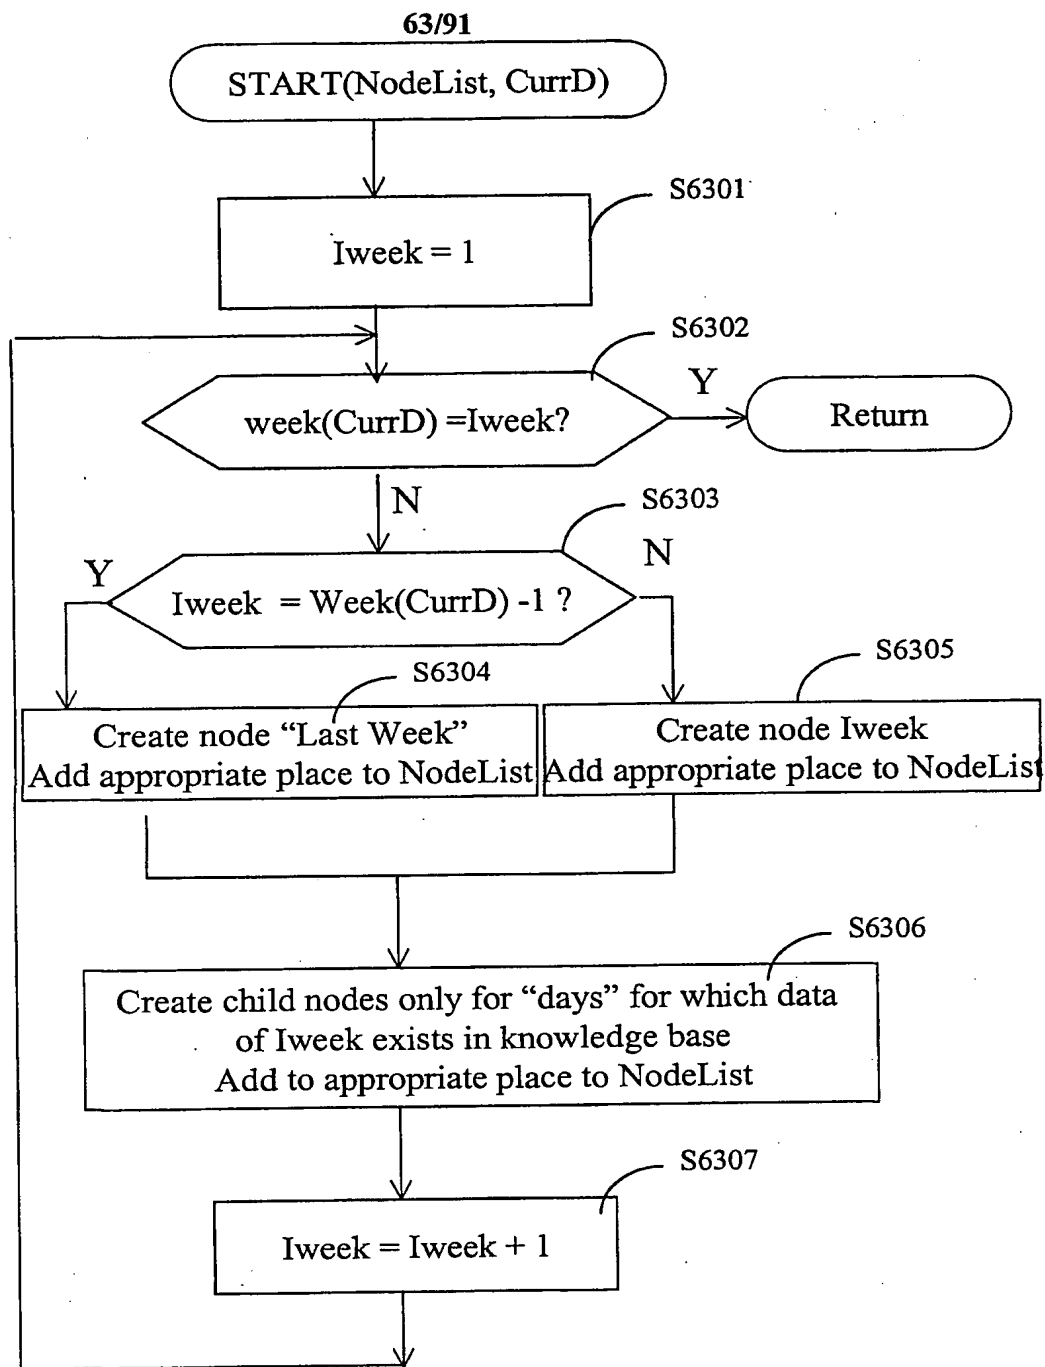 63/91
START(NodeList, CurrD)
S6301
Iweek = 1
S6302
week(CurrD) =Iweek?
Y
Return
N
S6303
Y
Iweek = Week(CurrD) -1 ?
N
S6304
Create node “Last Week”
Add appropriate place to NodeList
S6305
Create node Iweek
Add appropriate place to NodeList
S6306
Create child nodes only for “days” for which data
of Iweek exists in knowledge base
Add to appropriate place to NodeList
S6307
Iweek = Iweek + 1